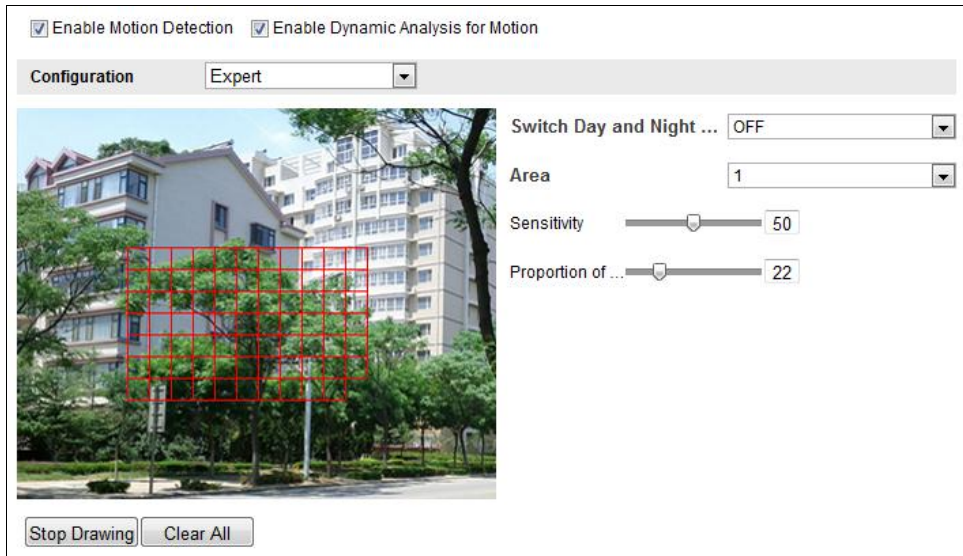 Enable Motion Detection Enable Dynamic Analysis for Motion
Configuration Expert
Switch Day and Night ... OFF
Area 1
Sensitivity 50
Proportion of ... 22
Stop Drawing Clear All